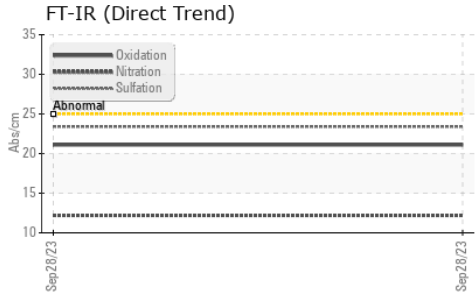 FT-IR (Direct Trend)
35
30
25
20
15
10
Abs/cm
Oxidation
Nitration
Sulfation
Abnormal
Sep28/23
Sep28/23